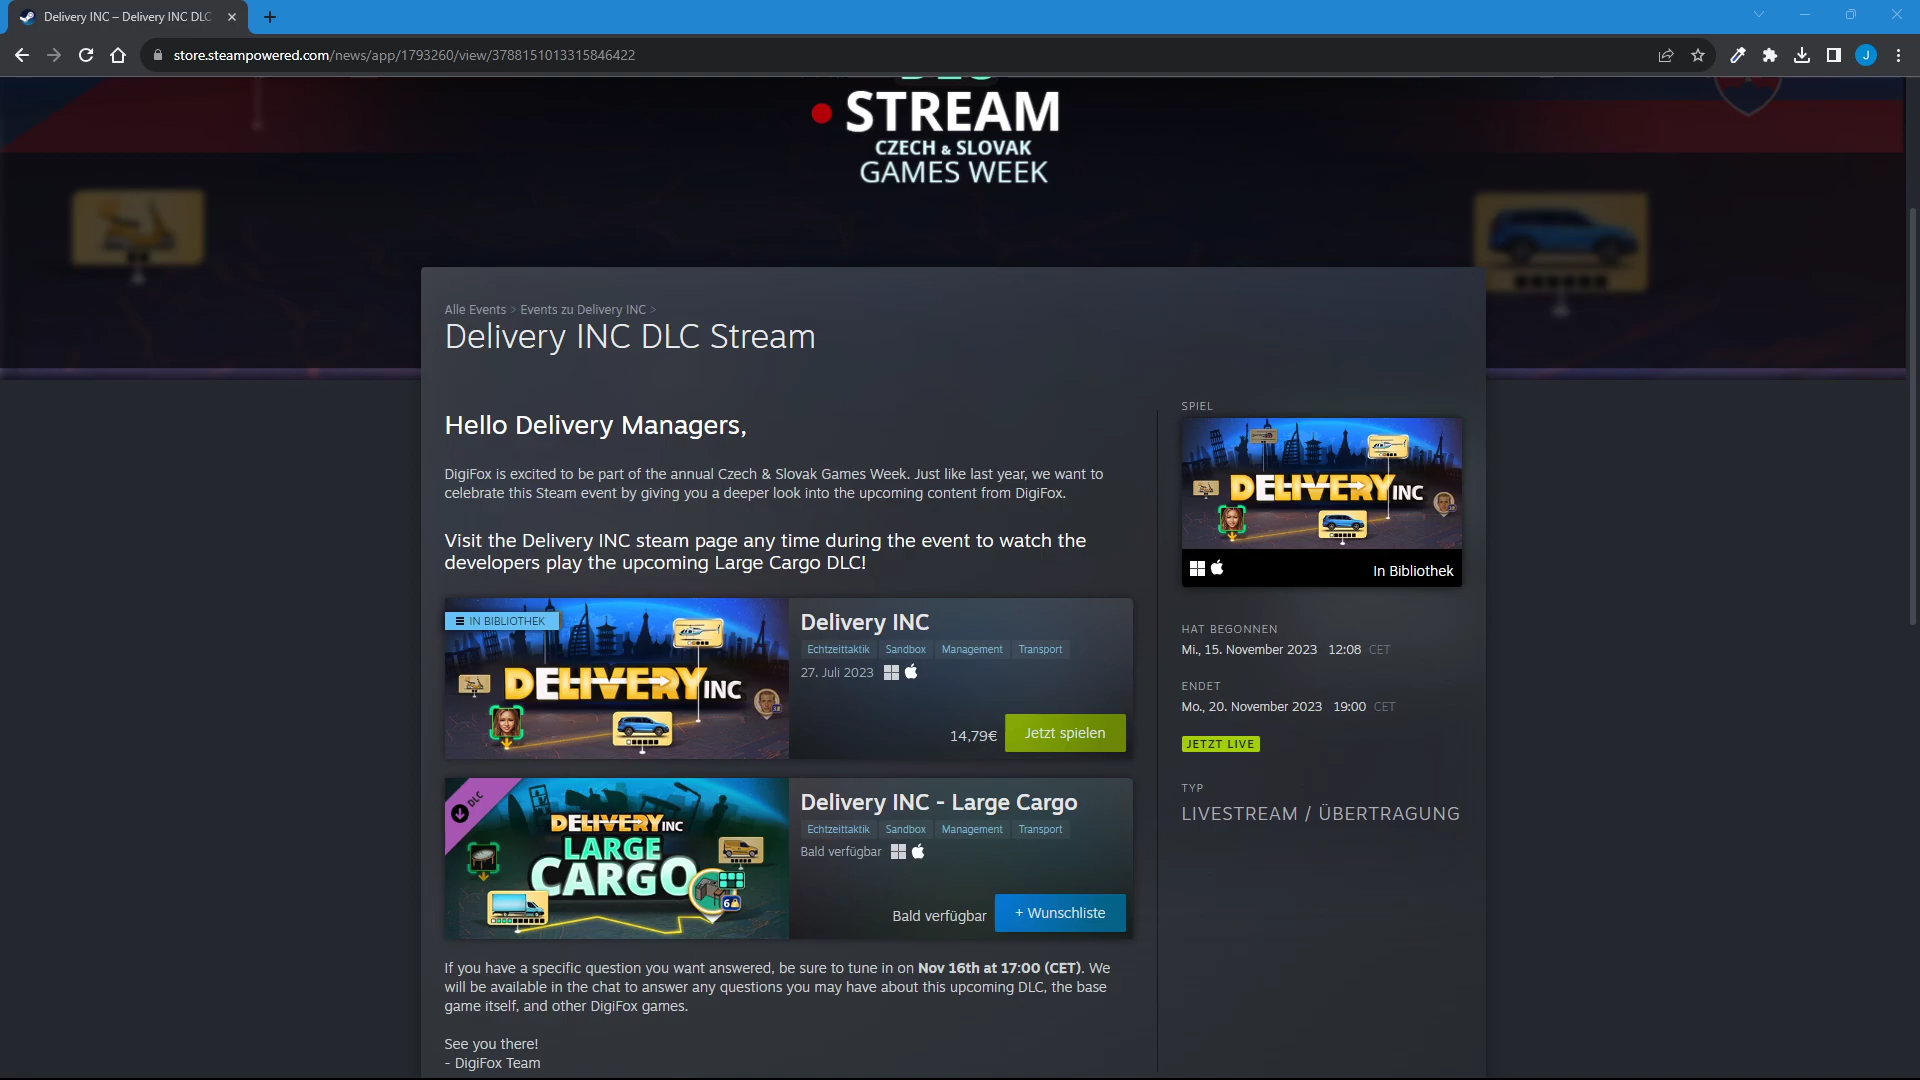 Delivery INC – Delivery INC DLC
store.steampowered.com/news/app/1793260/view/3788151013315846422
J
STREAM
CZECH & SLOVAK
GAMES WEEK
Alle Events > Events zu Delivery INC >
Delivery INC DLC Stream
Hello Delivery Managers,
DigiFox is excited to be part of the annual Czech & Slovak Games Week. Just like last year, we want to
celebrate this Steam event by giving you a deeper look into the upcoming content from DigiFox.
Visit the Delivery INC steam page any time during the event to watch the
developers play the upcoming Large Cargo DLC!
IN BIBLIOTHEK
DELIVERY INC
Delivery INC
Echtzeittaktik Sandbox Management Transport
27. Juli 2023
14,79€ Jetzt spielen
DLC
DELIVERY INC
LARGE
CARGO
6
Delivery INC - Large Cargo
Echtzeittaktik Sandbox Management Transport
Bald verfügbar
Bald verfügbar + Wunschliste
If you have a specific question you want answered, be sure to tune in on Nov 16th at 17:00 (CET). We
will be available in the chat to answer any questions you may have about this upcoming DLC, the base
game itself, and other DigiFox games.
See you there!
- DigiFox Team
SPIEL
DELIVERY INC
In Bibliothek
HAT BEGONNEN
Mi., 15. November 2023 12:08 CET
ENDET
Mo., 20. November 2023 19:00 CET
JETZT LIVE
TYP
LIVESTREAM / ÜBERTRAGUNG